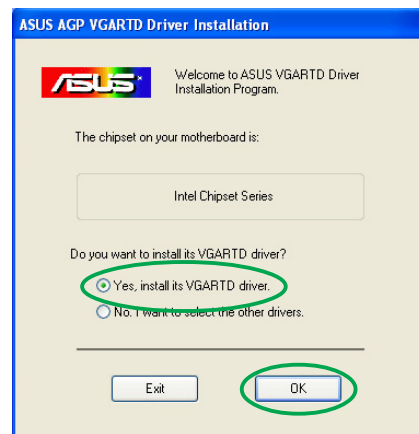 ASUS AGP VGARTD Driver Installation
ASUS
Welcome to ASUS VGARTD Driver
Installation Program.
The chipset on your motherboard is:
Intel Chipset Series
Do you want to install its VGARTD driver?
Yes, install its VGARTD driver.
No. I want to select the other drivers.
Exit
OK